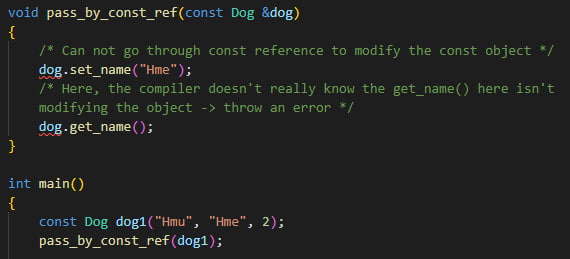 void pass_by_const_ref(const Dog &dog)
{
    /* Can not go through const reference to modify the const object */
    dog.set_name("Hme");
    /* Here, the compiler doesn't really know the get_name() here isn't
    modifying the object -> throw an error */
    dog.get_name();
}

int main()
{
    const Dog dog1("Hmu", "Hme", 2);
    pass_by_const_ref(dog1);